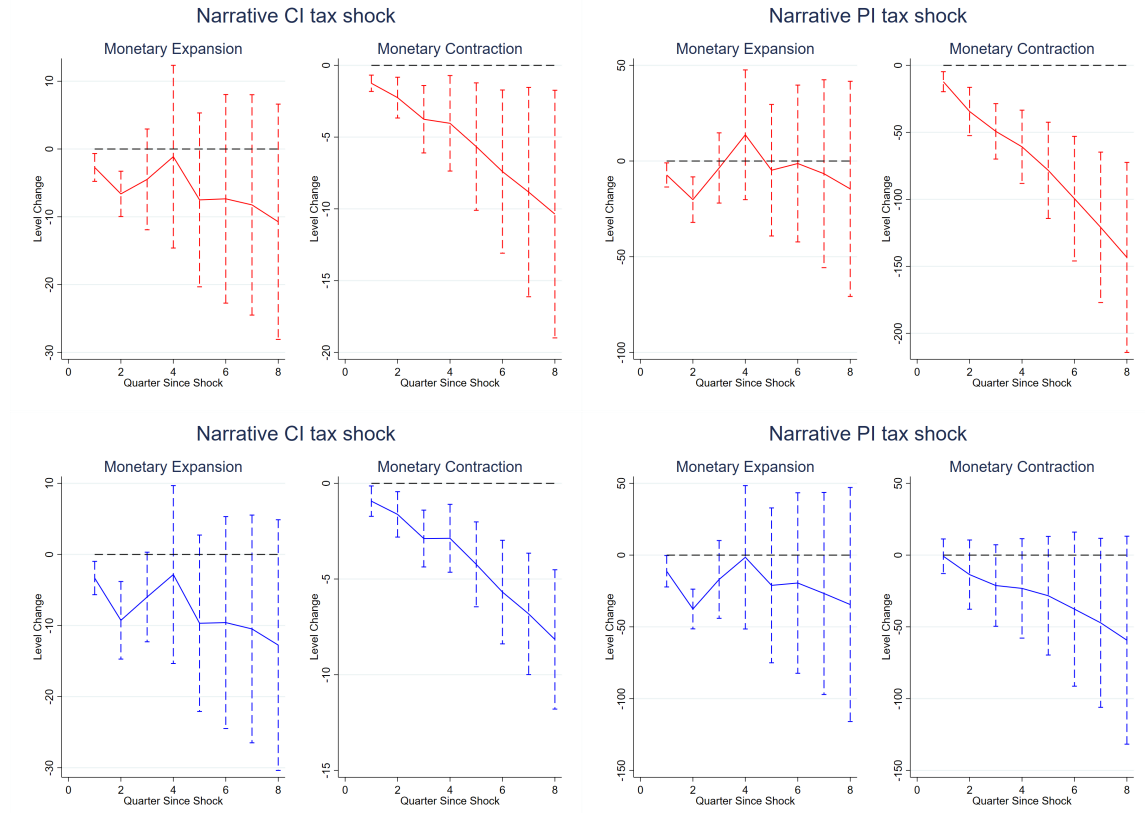 Narrative CI tax shock
Monetary Expansion
Monetary Contraction
Level Change
10
0
-10
-20
-30
0 2 4 6 8
Quarter Since Shock
Level Change
0
-5
-10
-15
-20
0 2 4 6 8
Quarter Since Shock
Narrative PI tax shock
Monetary Expansion
Monetary Contraction
Level Change
50
0
-50
-100
0 2 4 6 8
Quarter Since Shock
Level Change
0
-50
-100
-150
-200
0 2 4 6 8
Quarter Since Shock
Narrative CI tax shock
Monetary Expansion
Monetary Contraction
Level Change
10
0
-10
-20
-30
0 2 4 6 8
Quarter Since Shock
Level Change
0
-5
-10
-15
0 2 4 6 8
Quarter Since Shock
Narrative PI tax shock
Monetary Expansion
Monetary Contraction
Level Change
50
0
-50
-100
-150
0 2 4 6 8
Quarter Since Shock
Level Change
50
0
-50
-100
-150
0 2 4 6 8
Quarter Since Shock